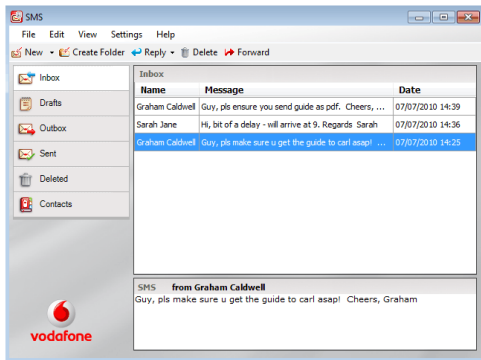 SMS
File Edit View Settings Help
New Create Folder Reply Delete Forward
Inbox
Drafts
Outbox
Sent
Deleted
Contacts
Inbox
Name Message Date
Graham Caldwell Guy, pls ensure you send guide as pdf. Cheers, ... 07/07/2010 14:39
Sarah Jane Hi, bit of a delay - will arrive at 9. Regards Sarah 07/07/2010 14:36
Graham Caldwell Guy, pls make sure u get the guide to carl asap! ... 07/07/2010 14:25
SMS from Graham Caldwell
Guy, pls make sure u get the guide to carl asap! Cheers, Graham
vodafone